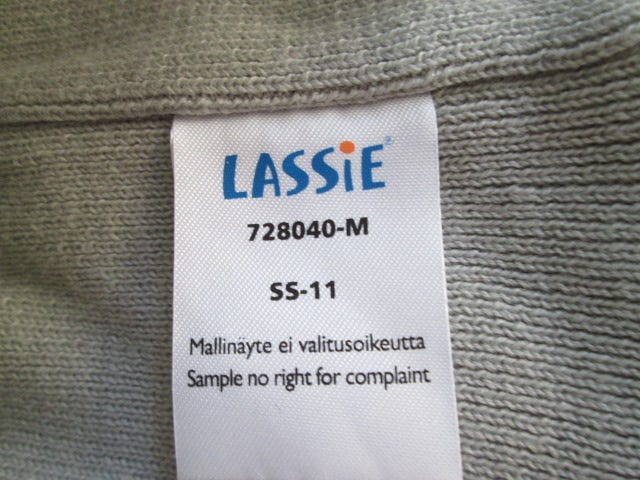 LASSiE®
728040-M
SS-11
Mallinäyte ei valitusoikeutta
Sample no right for complaint